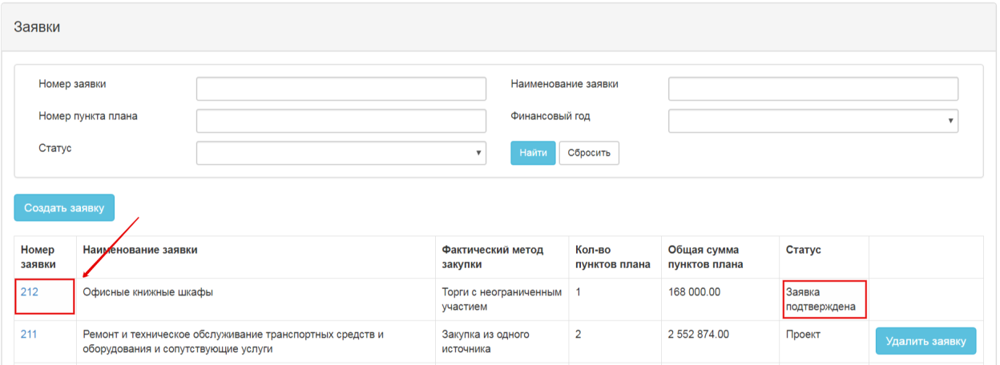 Заявки
Номер заявки
Наименование заявки
Номер пункта плана
Финансовый год
Статус
Найти
Сбросить
Создать заявку
Номер
заявки
Наименование заявки
Фактический метод
закупки
Кол-во
пунктов плана
Общая сумма
пунктов плана
Статус
212
Офисные книжные шкафы
Торги с неограниченным
участием
1
168 000.00
Заявка
подтверждена
211
Ремонт и техническое обслуживание транспортных средств и
оборудования и сопутствующие услуги
Закупка из одного
источника
2
2 552 874.00
Проект
Удалить заявку